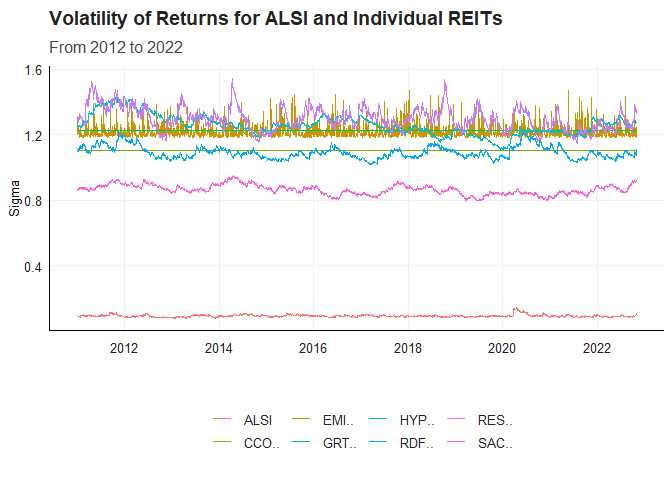 Volatility of Returns for ALSI and Individual REITs
From 2012 to 2022
1.6
1.2
0.8
0.4
Sigma
2012 2014 2016 2018 2020 2022
ALSI EMI.. HYP.. RES..
CCO.. GRT.. RDF.. SAC..